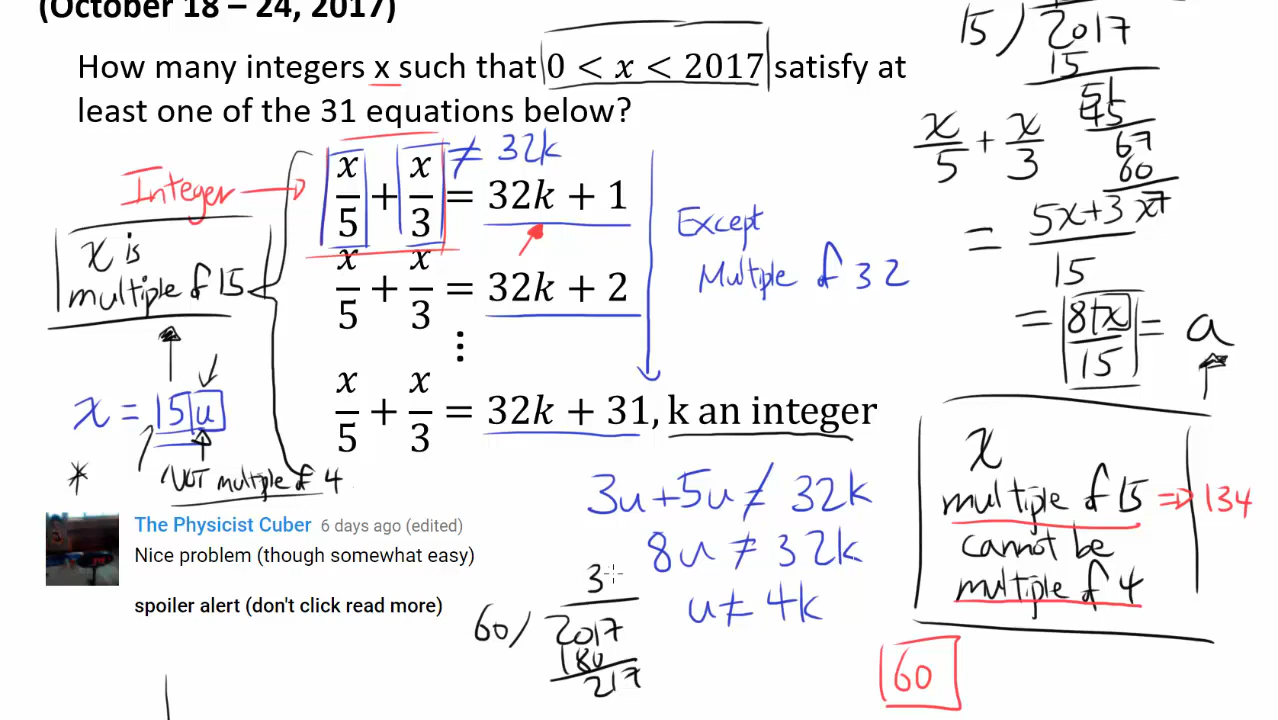 (October 18 – 24, 2017)
How many integers x such that 0 < x < 2017 satisfy at
least one of the 31 equations below?
x/5 + x/3 = 32k + 1
≠ 32k
Integer
x/5 + x/3 = 32k + 2
⋮
x/5 + x/3 = 32k + 31, k an integer
x is
multiple of 15
x = 15u
*
NOT multiple of 4
Except
Multiple of 32
3u+5u ≠ 32k
8u ≠ 32k
u ≠ 4k
The Physicist Cuber 6 days ago (edited)
Nice problem (though somewhat easy)
spoiler alert (don't click read more)
3
60 / 2017
180
217
15 / 2017
15
51
45
67
60
7
x/5 + x/3
= 5x+3x/15
= 8x/15 = a
x
multiple of 15 ⇒ 134
cannot be
multiple of 4
60